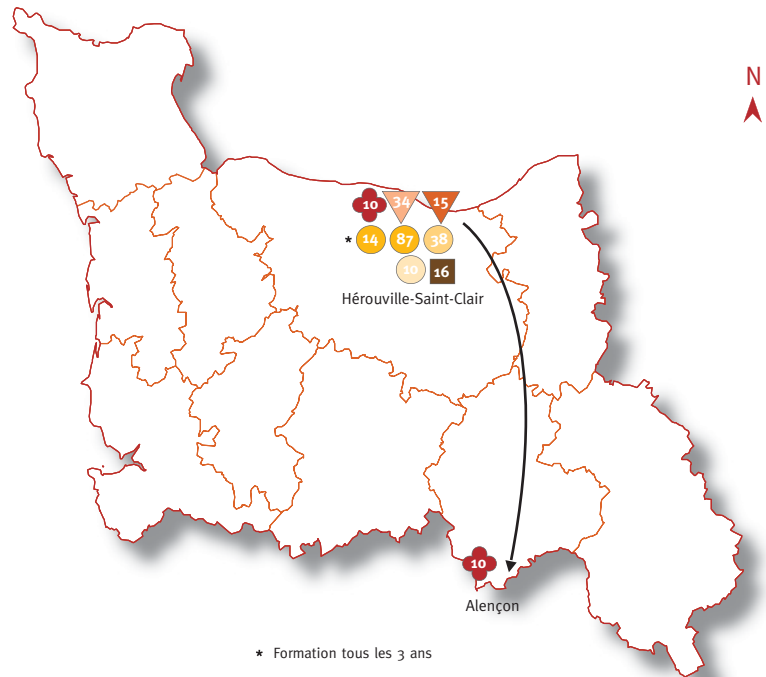 N
10 34 15
* 14 87 38
10 16
Hérouville-Saint-Clair
10
Alençon
* Formation tous les 3 ans